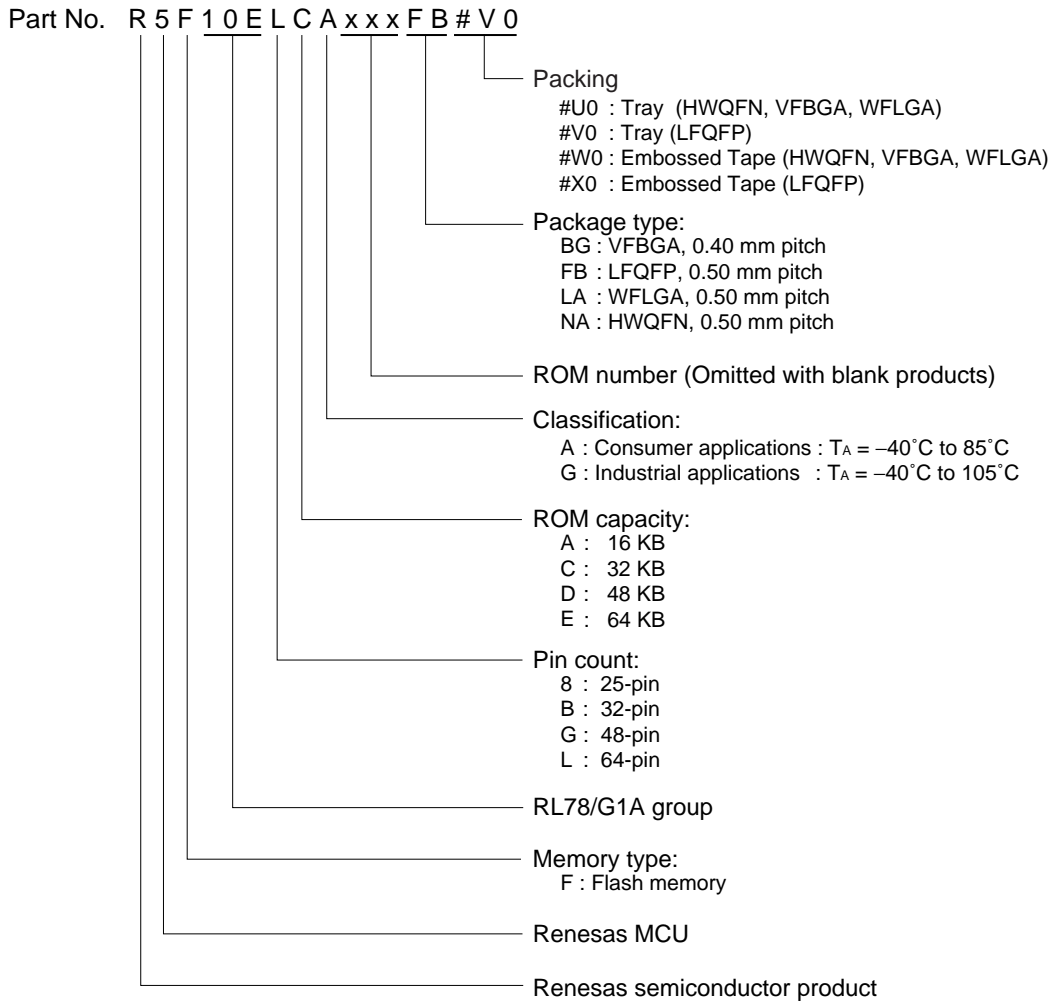 Part No. R 5 F 1 0 E L C A x x x F B # V 0
Packing
#U0 : Tray (HWQFN, VFBGA, WFLGA)
#V0 : Tray (LFQFP)
#W0 : Embossed Tape (HWQFN, VFBGA, WFLGA)
#X0 : Embossed Tape (LFQFP)
Package type:
BG : VFBGA, 0.40 mm pitch
FB : LFQFP, 0.50 mm pitch
LA : WFLGA, 0.50 mm pitch
NA : HWQFN, 0.50 mm pitch
ROM number (Omitted with blank products)
Classification:
A : Consumer applications : TA = −40˚C to 85˚C
G : Industrial applications : TA = −40˚C to 105˚C
ROM capacity:
A : 16 KB
C : 32 KB
D : 48 KB
E : 64 KB
Pin count:
8 : 25-pin
B : 32-pin
G : 48-pin
L : 64-pin
RL78/G1A group
Memory type:
F : Flash memory
Renesas MCU
Renesas semiconductor product